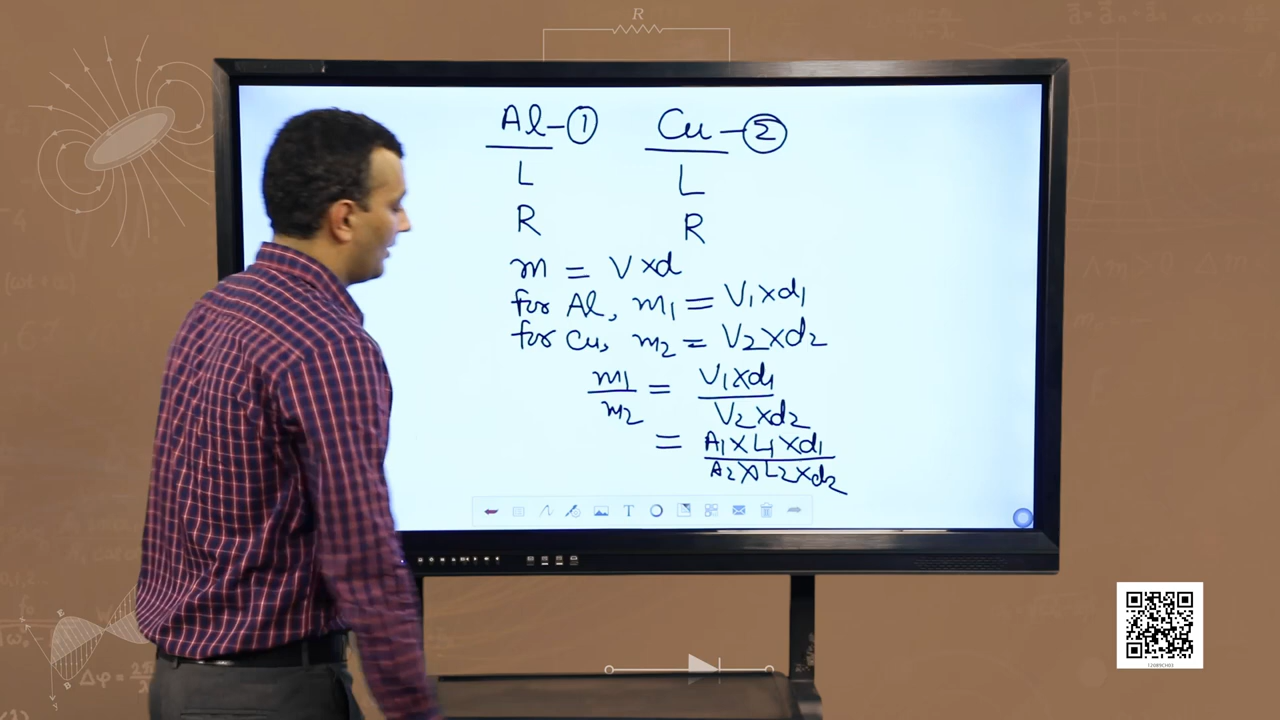 R
Al-① Cu-②
L L
R R
m = V×d
for Al, m1 = V1×d1
for Cu, m2 = V2×d2
m1/m2 = V1×d1/V2×d2
= A1×L1×d1/A2×L2×d2
T
12089CH03